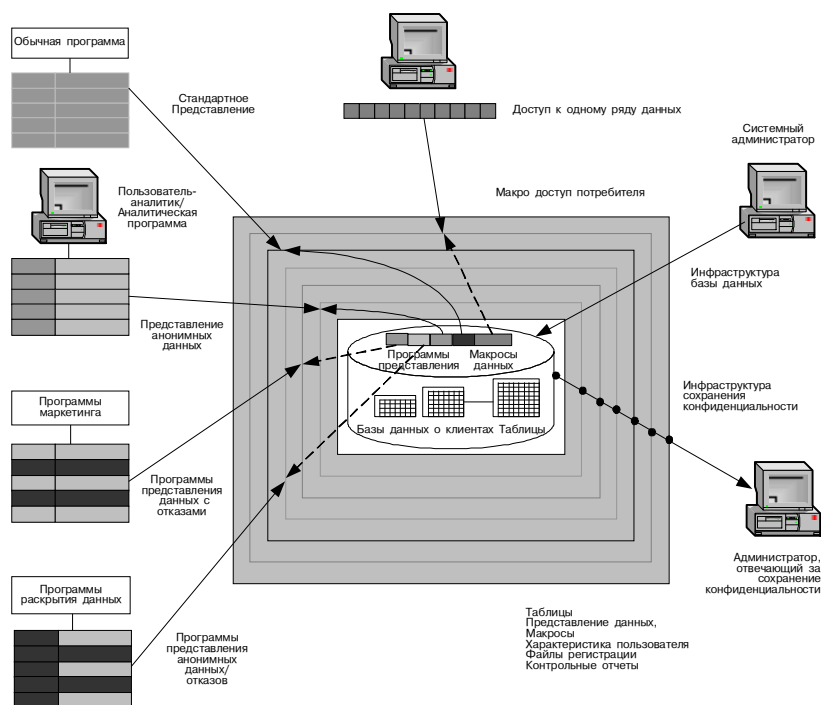 Обычная программа
Стандартное
Представление
Доступ к одному ряду данных
Системный
администратор
Пользователь-
аналитик/
Аналитическая
программа
Макро доступ потребителя
Инфраструктура
базы данных
Представление
анонимных
данных
Программы
представления
Макросы
данных
Базы данных о клиентах Таблицы
Программы
маркетинга
Инфраструктура
сохранения
конфиденциальности
Программы
представления
данных с
отказами
Администратор,
отвечающий за
сохранение
конфиденциальности
Программы
раскрытия данных
Программы
представления
анонимных
данных/
отказов
Таблицы
Представление данных,
Макросы
Характеристика пользователя
Файлы регистрации
Контрольные отчеты